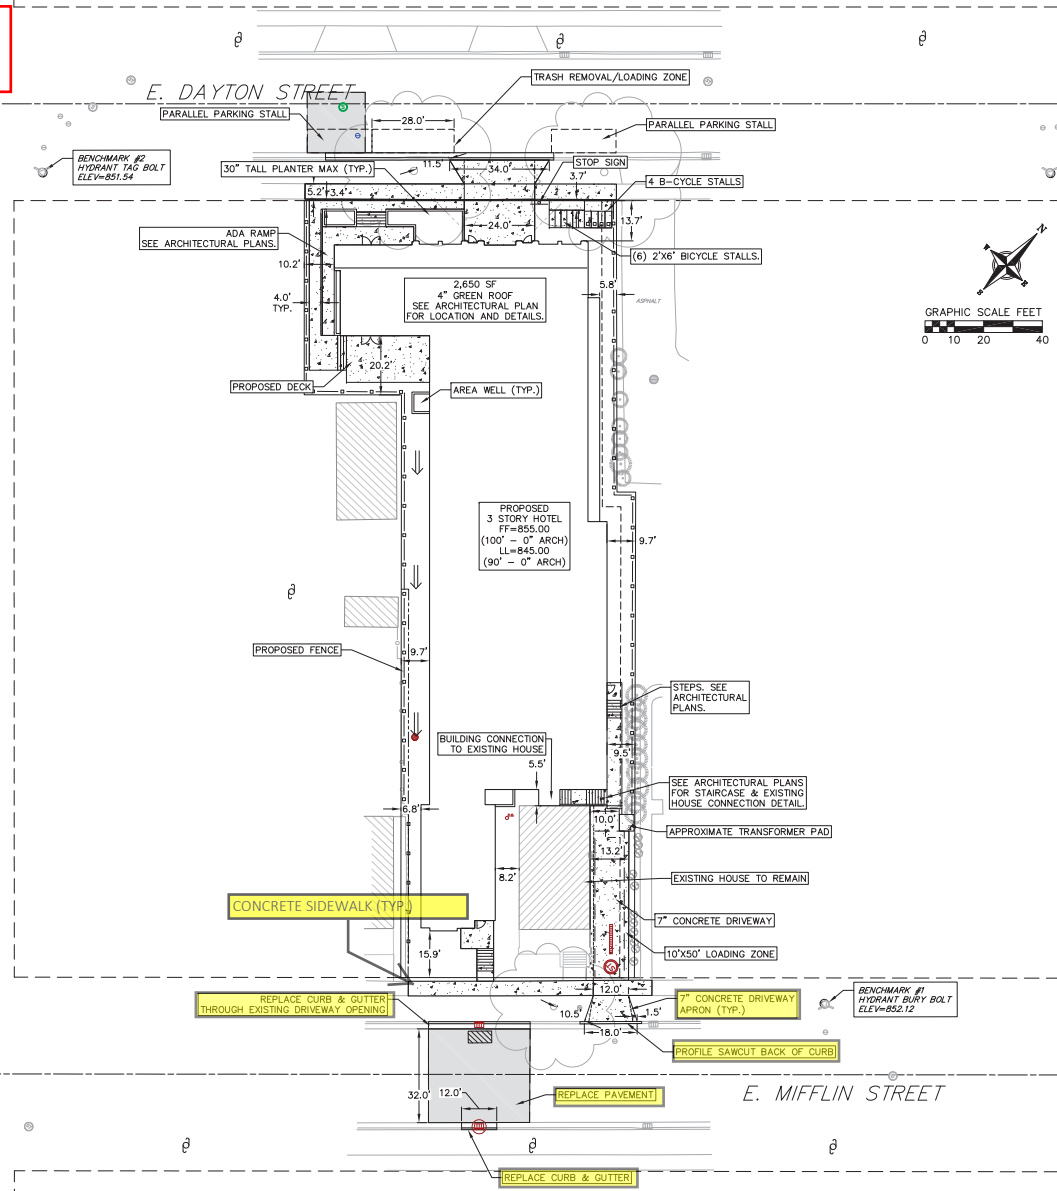 TRASH REMOVAL/LOADING ZONE
E. DAYTON STREET
PARALLEL PARKING STALL
28.0'
PARALLEL PARKING STALL
BENCHMARK #2
HYDRANT TAG BOLT
ELEV=851.54
11.5'
34.0'
STOP SIGN
30" TALL PLANTER MAX (TYP.)
3.7'
4 B-CYCLE STALLS
5.2'
3.4'
13.7'
24.0'
ADA RAMP
SEE ARCHITECTURAL PLANS.
(6) 2'X6' BICYCLE STALLS.
10.2'
2,650 SF
4" GREEN ROOF
SEE ARCHITECTURAL PLAN
FOR LOCATION AND DETAILS.
5.8'
4.0'
TYP.
ASPHALT
N
E
S
W
GRAPHIC SCALE FEET
0 10 20 40
20.2'
PROPOSED DECK
AREA WELL (TYP.)
PROPOSED
3 STORY HOTEL
FF=855.00
(100' - 0" ARCH)
LL=845.00
(90' - 0" ARCH)
9.7'
PROPOSED FENCE
9.7'
STEPS. SEE
ARCHITECTURAL
PLANS.
BUILDING CONNECTION
TO EXISTING HOUSE
9.5'
5.5'
SEE ARCHITECTURAL PLANS
FOR STAIRCASE & EXISTING
HOUSE CONNECTION DETAIL.
6.8'
10.0'
APPROXIMATE TRANSFORMER PAD
13.2'
8.2'
EXISTING HOUSE TO REMAIN
CONCRETE SIDEWALK (TYP.)
7" CONCRETE DRIVEWAY
15.9'
10'X50' LOADING ZONE
12.0'
REPLACE CURB & GUTTER
THROUGH EXISTING DRIVEWAY OPENING
7" CONCRETE DRIVEWAY
APRON (TYP.)
BENCHMARK #1
HYDRANT BURY BOLT
ELEV=852.12
10.5'
1.5'
18.0'
PROFILE SAWCUT BACK OF CURB
32.0'
12.0'
REPLACE PAVEMENT
E. MIFFLIN STREET
REPLACE CURB & GUTTER